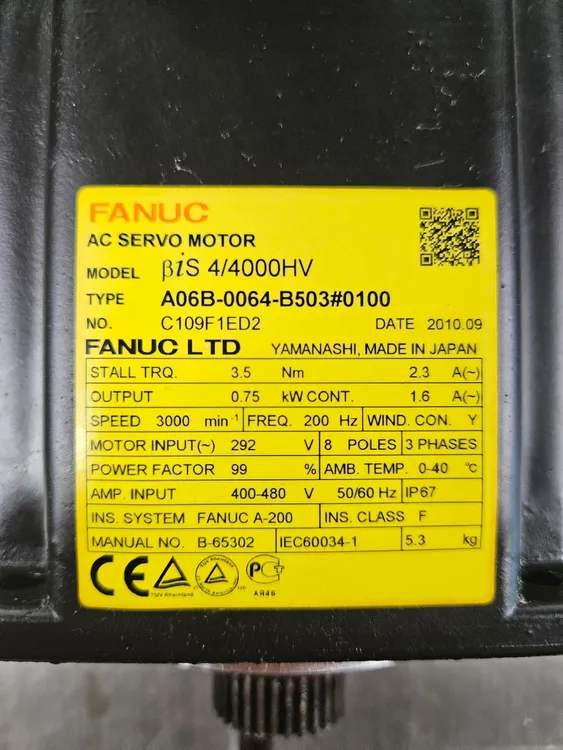 FANUC
AC SERVO MOTOR
MODEL βiS 4/4000HV
TYPE A06B-0064-B503#0100
NO. C109F1ED2 DATE 2010.09
FANUC LTD YAMANASHI, MADE IN JAPAN
STALL TRQ. 3.5 Nm 2.3 A(~)
OUTPUT 0.75 kW CONT. 1.6 A(~)
SPEED 3000 min⁻¹ FREQ. 200 Hz WIND. CON. Y
MOTOR INPUT(~) 292 V 8 POLES 3 PHASES
POWER FACTOR 99 % AMB. TEMP. 0-40 ℃
AMP. INPUT 400-480 V 50/60 Hz IP67
INS. SYSTEM FANUC A-200 INS. CLASS F
MANUAL NO. B-65302 IEC60034-1 5.3 kg
CE
TUV Rheinland
АЯ46